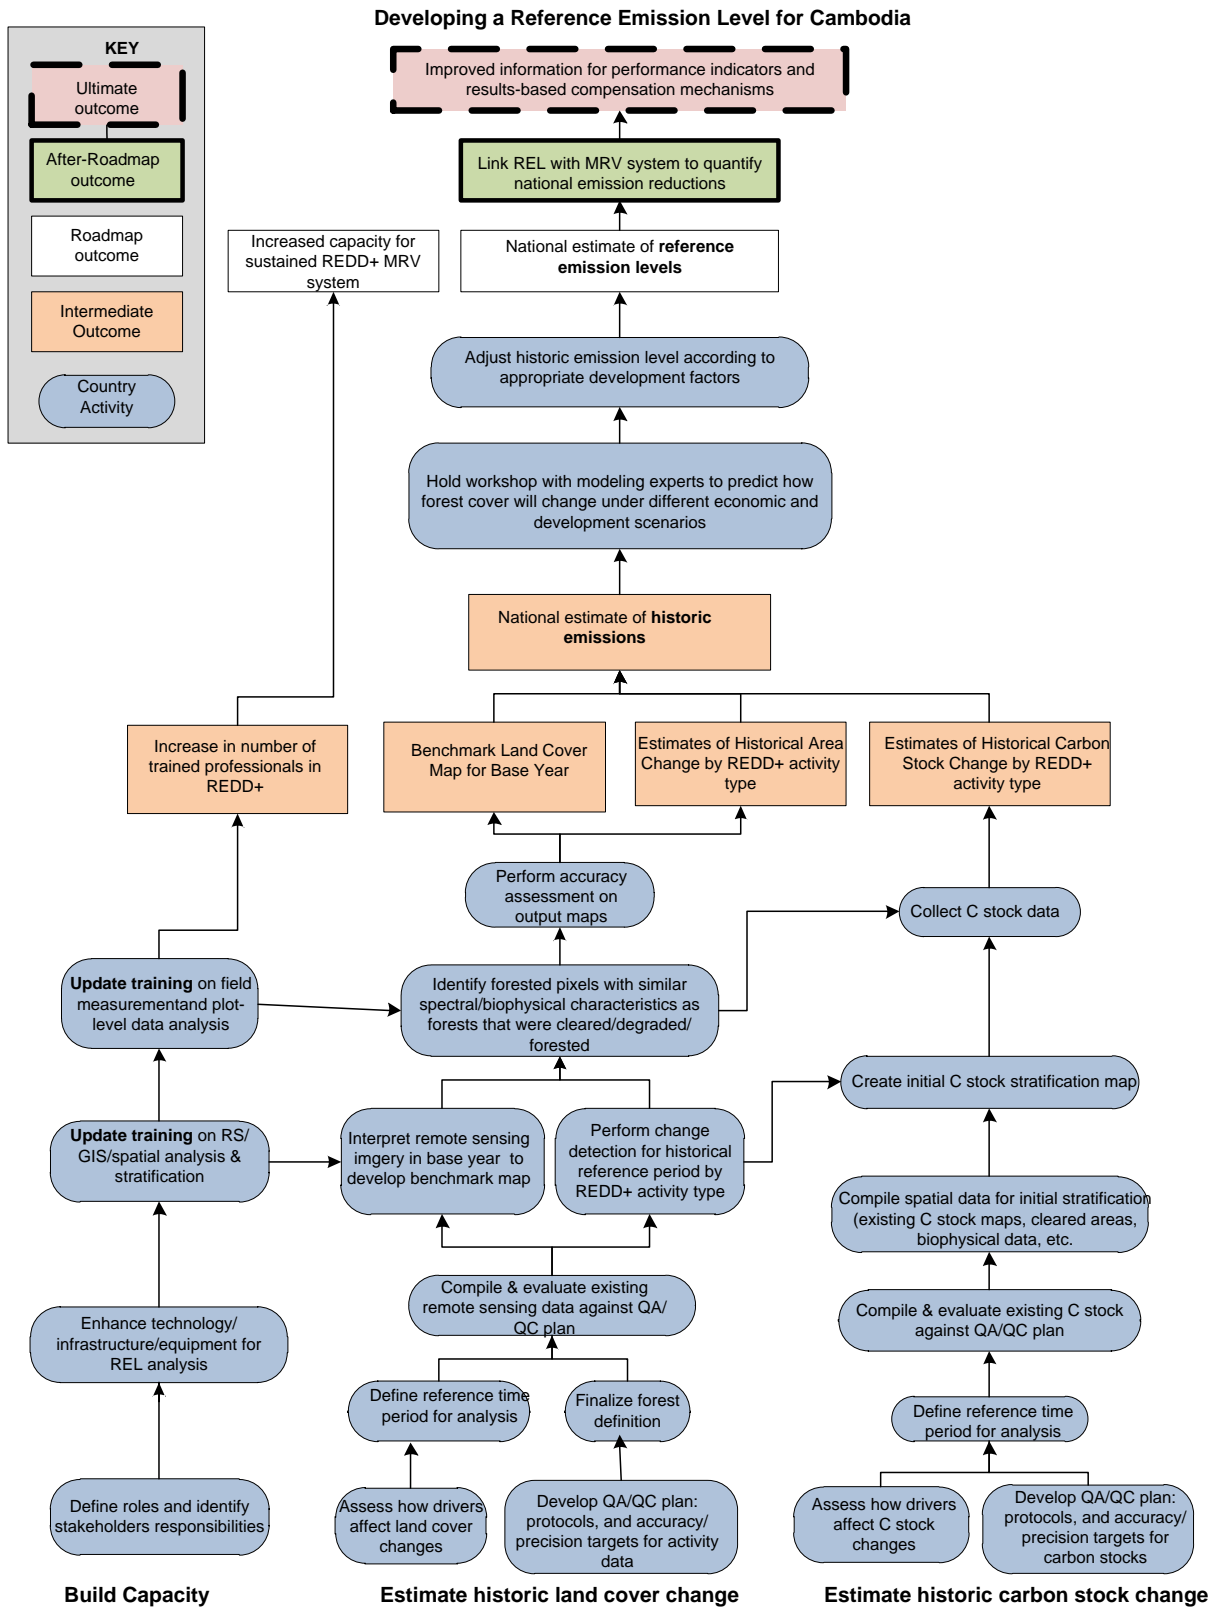 Developing a Reference Emission Level for Cambodia
KEY
Ultimate
outcome
After-Roadmap
outcome
Roadmap
outcome
Intermediate
Outcome
Country
Activity
Improved information for performance indicators and
results-based compensation mechanisms
Link REL with MRV system to quantify
national emission reductions
Increased capacity for
sustained REDD+ MRV
system
National estimate of reference
emission levels
Adjust historic emission level according to
appropriate development factors
Hold workshop with modeling experts to predict how
forest cover will change under different economic and
development scenarios
National estimate of historic
emissions
Increase in number of
trained professionals in
REDD+
Benchmark Land Cover
Map for Base Year
Estimates of Historical Area
Change by REDD+ activity
type
Estimates of Historical Carbon
Stock Change by REDD+
activity type
Perform accuracy
assessment on
output maps
Collect C stock data
Update training on field
measurementand plot-
level data analysis
Identify forested pixels with similar
spectral/biophysical characteristics as
forests that were cleared/degraded/
forested
Create initial C stock stratification map
Update training on RS/
GIS/spatial analysis &
stratification
Interpret remote sensing
imgery in base year to
develop benchmark map
Perform change
detection for historical
reference period by
REDD+ activity type
Compile spatial data for initial stratification
(existing C stock maps, cleared areas,
biophysical data, etc.
Compile & evaluate existing
remote sensing data against QA/
QC plan
Compile & evaluate existing C stock
against QA/QC plan
Enhance technology/
infrastructure/equipment for
REL analysis
Define reference time
period for analysis
Finalize forest
definition
Define reference time
period for analysis
Define roles and identify
stakeholders responsibilities
Assess how drivers
affect land cover
changes
Develop QA/QC plan:
protocols, and accuracy/
precision targets for activity
data
Assess how drivers
affect C stock
changes
Develop QA/QC plan:
protocols, and accuracy/
precision targets for
carbon stocks
Build Capacity
Estimate historic land cover change
Estimate historic carbon stock change